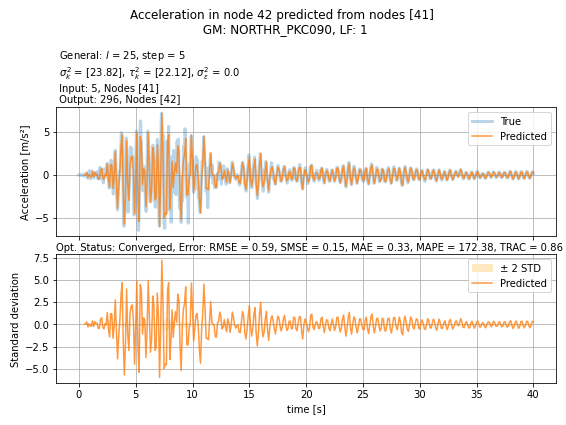 Acceleration in node 42 predicted from nodes [41]
GM: NORTHR_PKC090, LF: 1
General: l = 25, step = 5
σ²ₖ = [23.82], τ²ₖ = [22.12], σ²ε = 0.0
Input: 5, Nodes [41]
Output: 296, Nodes [42]
Acceleration [m/s²]
5
0
−5
True
Predicted
Opt. Status: Converged, Error: RMSE = 0.59, SMSE = 0.15, MAE = 0.33, MAPE = 172.38, TRAC = 0.86
Standard deviation
7.5
5.0
2.5
0.0
−2.5
−5.0
± 2 STD
Predicted
0 5 10 15 20 25 30 35 40
time [s]